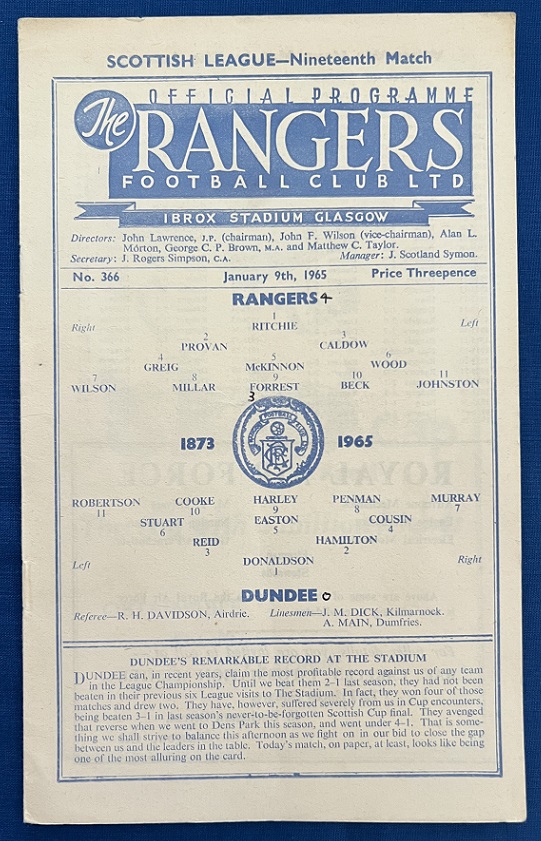 SCOTTISH LEAGUE—Nineteenth Match
OFFICIAL PROGRAMME
The RANGERS
FOOTBALL CLUB LTD
IBROX STADIUM GLASGOW
Directors: John Lawrence, J.P. (chairman), John F. Wilson (vice-chairman), Alan L.
Morton, George C. P. Brown, M.A. and Matthew C. Taylor.
Secretary: J. Rogers Simpson, C.A. Manager: J. Scotland Symon.
No. 366 January 9th, 1965 Price Threepence
RANGERS 4
1
Right RITCHIE Left
2 3
PROVAN CALDOW
4 5 6
GREIG McKINNON WOOD
7 8 9 10 11
WILSON MILLAR FORREST BECK JOHNSTON
3
1873 1965
ROBERTSON COOKE HARLEY PENMAN MURRAY
11 10 9 8 7
STUART EASTON COUSIN
6 5 4
REID HAMILTON
3 2
Left DONALDSON Right
1
DUNDEE 0
Referee—R. H. DAVIDSON, Airdrie. Linesmen—J. M. DICK, Kilmarnock.
A. MAIN, Dumfries.
DUNDEE'S REMARKABLE RECORD AT THE STADIUM
DUNDEE can, in recent years, claim the most profitable record against us of any team
in the League Championship. Until we beat them 2–1 last season, they had not been
beaten in their previous six League visits to The Stadium. In fact, they won four of those
matches and drew two. They have, however, suffered severely from us in Cup encounters,
being beaten 3–1 in last season's never-to-be-forgotten Scottish Cup final. They avenged
that reverse when we went to Dens Park this season, and went under 4–1. That is some-
thing we shall strive to balance this afternoon as we fight on in our bid to close the gap
between us and the leaders in the table. Today's match, on paper, at least, looks like being
one of the most alluring on the card.